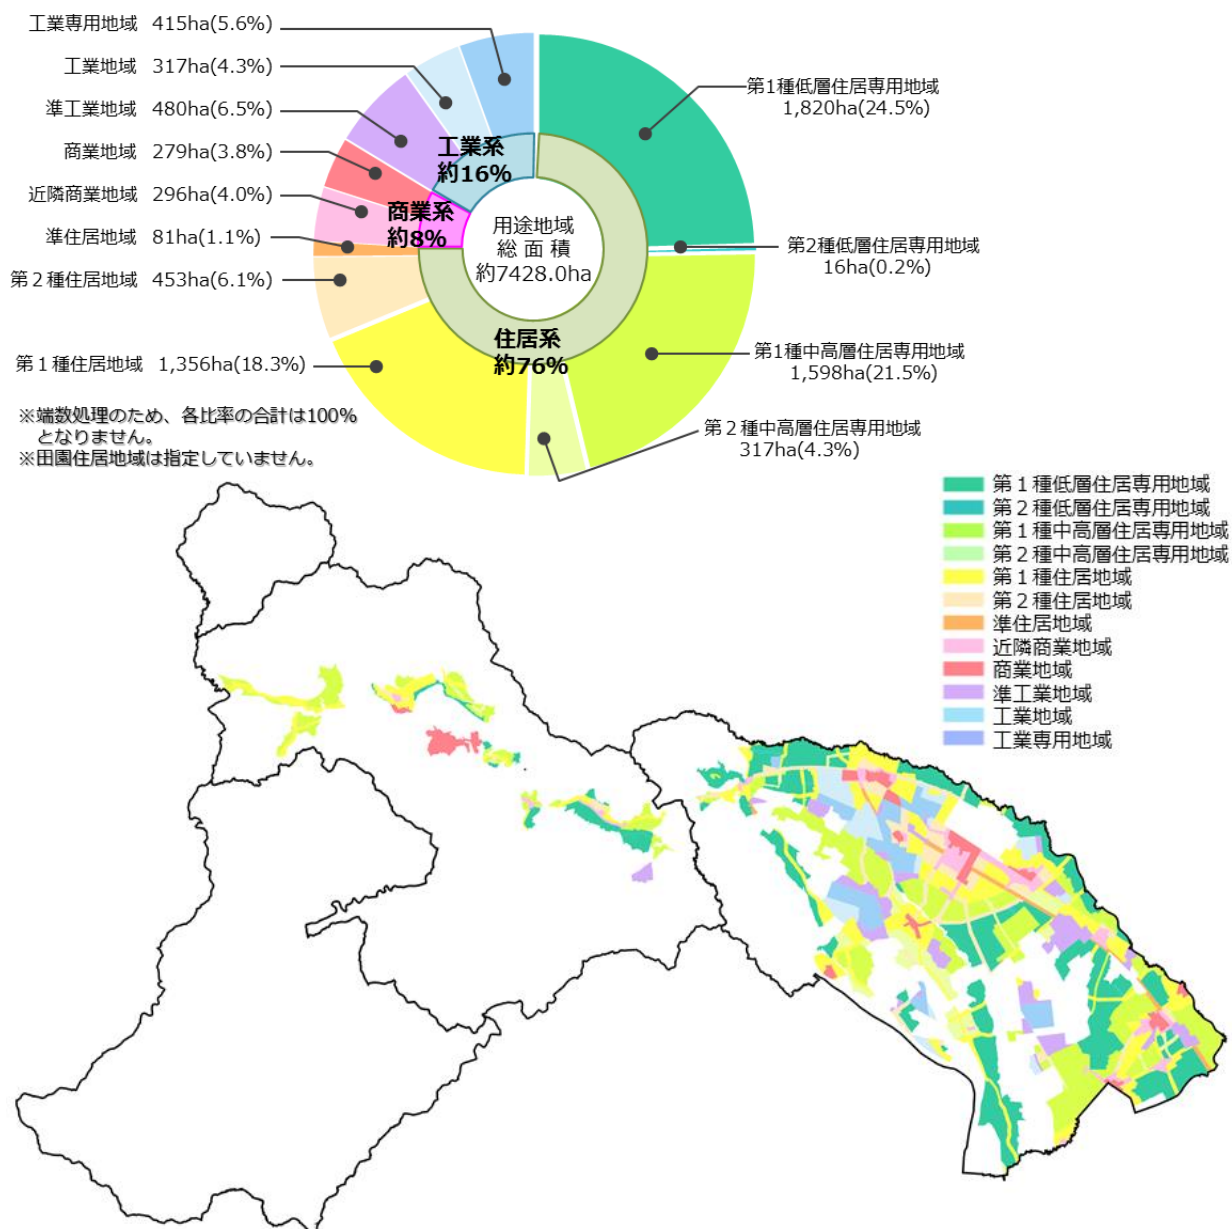 工業専用地域 415ha(5.6%)
工業地域 317ha(4.3%)
準工業地域 480ha(6.5%)
商業地域 279ha(3.8%)
近隣商業地域 296ha(4.0%)
準住居地域 81ha(1.1%)
第２種住居地域 453ha(6.1%)
第１種住居地域 1,356ha(18.3%)
※端数処理のため、各比率の合計は100%
となりません。
※田園住居地域は指定していません。
工業系
約16%
商業系
約8%
用途地域
総 面 積
約7428.0ha
住居系
約76%
第1種低層住居専用地域
1,820ha(24.5%)
第2種低層住居専用地域
16ha(0.2%)
第1種中高層住居専用地域
1,598ha(21.5%)
第２種中高層住居専用地域
317ha(4.3%)
第１種低層住居専用地域
第２種低層住居専用地域
第１種中高層住居専用地域
第２種中高層住居専用地域
第１種住居地域
第２種住居地域
準住居地域
近隣商業地域
商業地域
準工業地域
工業地域
工業専用地域